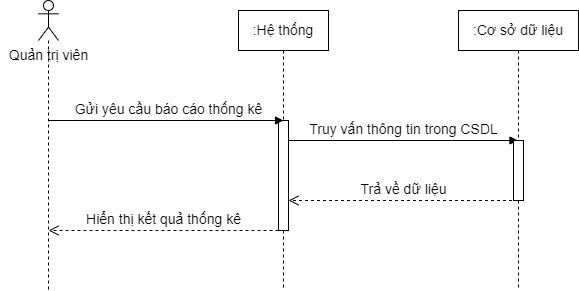 :Hệ thống
:Cơ sở dữ liệu
Quản trị viên
Gửi yêu cầu báo cáo thống kê
Truy vấn thông tin trong CSDL
Trả về dữ liệu
Hiển thị kết quả thống kê